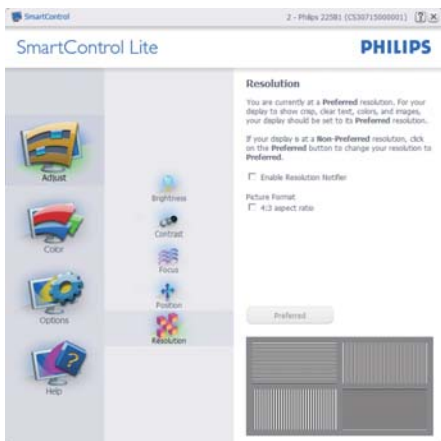 SmartControl
2 - Philips 225B1 (CS30715000001)
SmartControl Lite
PHILIPS
Adjust
Color
Options
Help
Brightness
Contrast
Focus
Position
Resolution
Resolution
You are currently at a Preferred resolution. For your
display to show crisp, clear text, colors, and images,
your display should be set to its Preferred resolution.
If your display is at a Non-Preferred resolution, click
on the Preferred button to change your resolution to
Preferred.
Enable Resolution Notifier
Picture Format
4:3 aspect ratio
Preferred